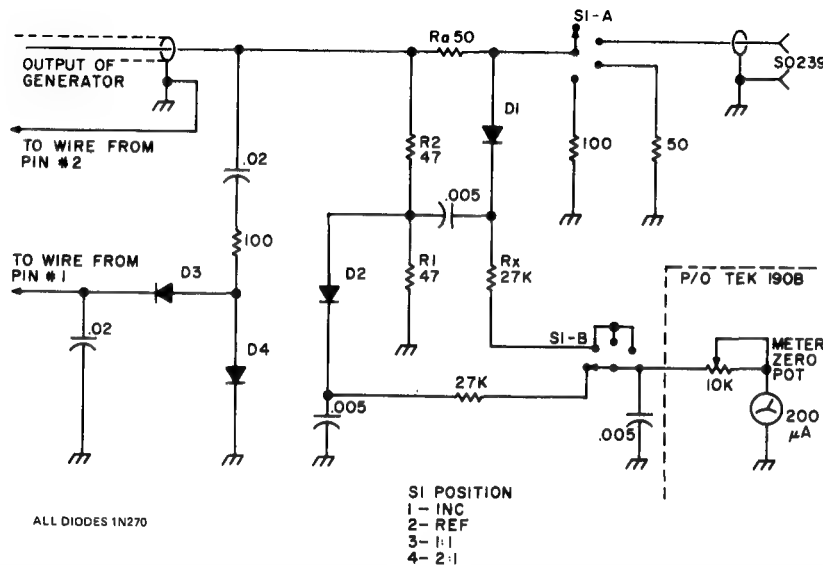 S1-A
Ra 50
OUTPUT OF
GENERATOR
SO239
D1
TO WIRE FROM
PIN #2
R2
47
100
50
.02
.005
100
TO WIRE FROM
PIN #1
D3
D2
R1
47
Rx
27K
P/O TEK 190B
D4
S1-B
METER
ZERO
POT
.02
10K
27K
.005
.005
200
μA
S1 POSITION
1- INC
2- REF
3- 1:1
4- 2:1
ALL DIODES 1N270